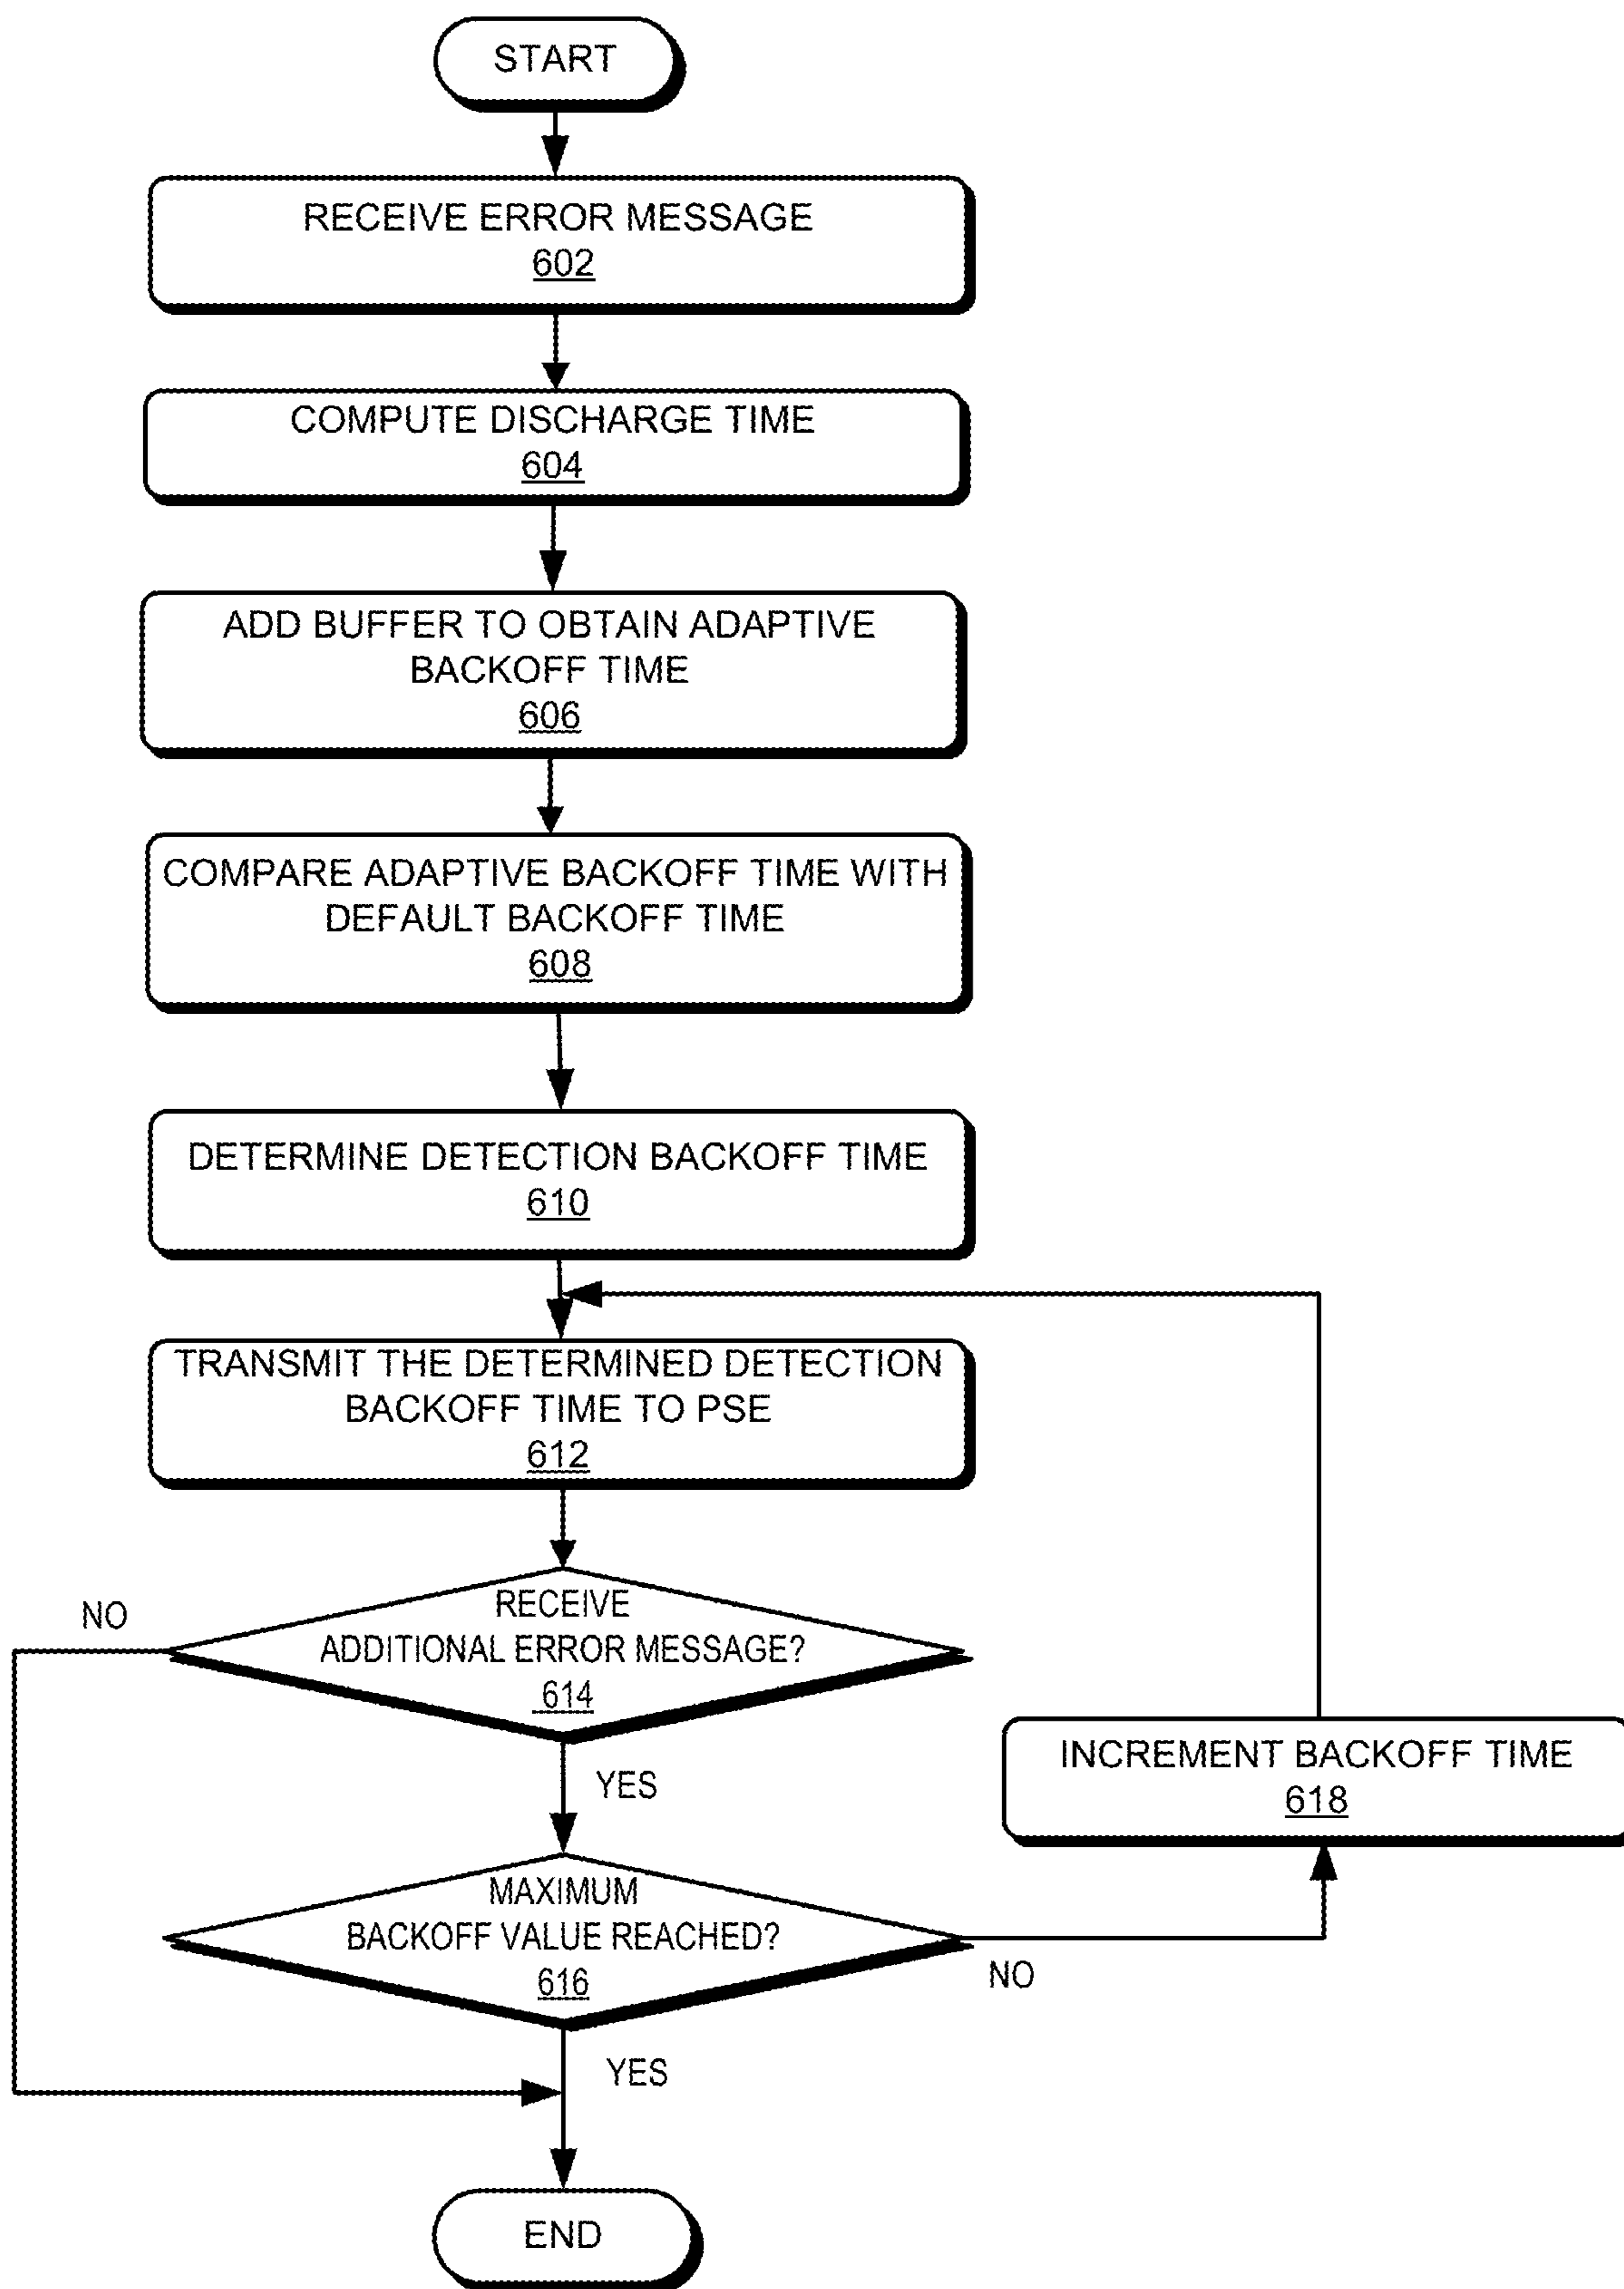 START
RECEIVE ERROR MESSAGE
602
COMPUTE DISCHARGE TIME
604
ADD BUFFER TO OBTAIN ADAPTIVE
BACKOFF TIME
606
COMPARE ADAPTIVE BACKOFF TIME WITH
DEFAULT BACKOFF TIME
608
DETERMINE DETECTION BACKOFF TIME
610
TRANSMIT THE DETERMINED DETECTION
BACKOFF TIME TO PSE
612
NO
RECEIVE
ADDITIONAL ERROR MESSAGE?
614
YES
INCREMENT BACKOFF TIME
618
MAXIMUM
BACKOFF VALUE REACHED?
616
NO
YES
END